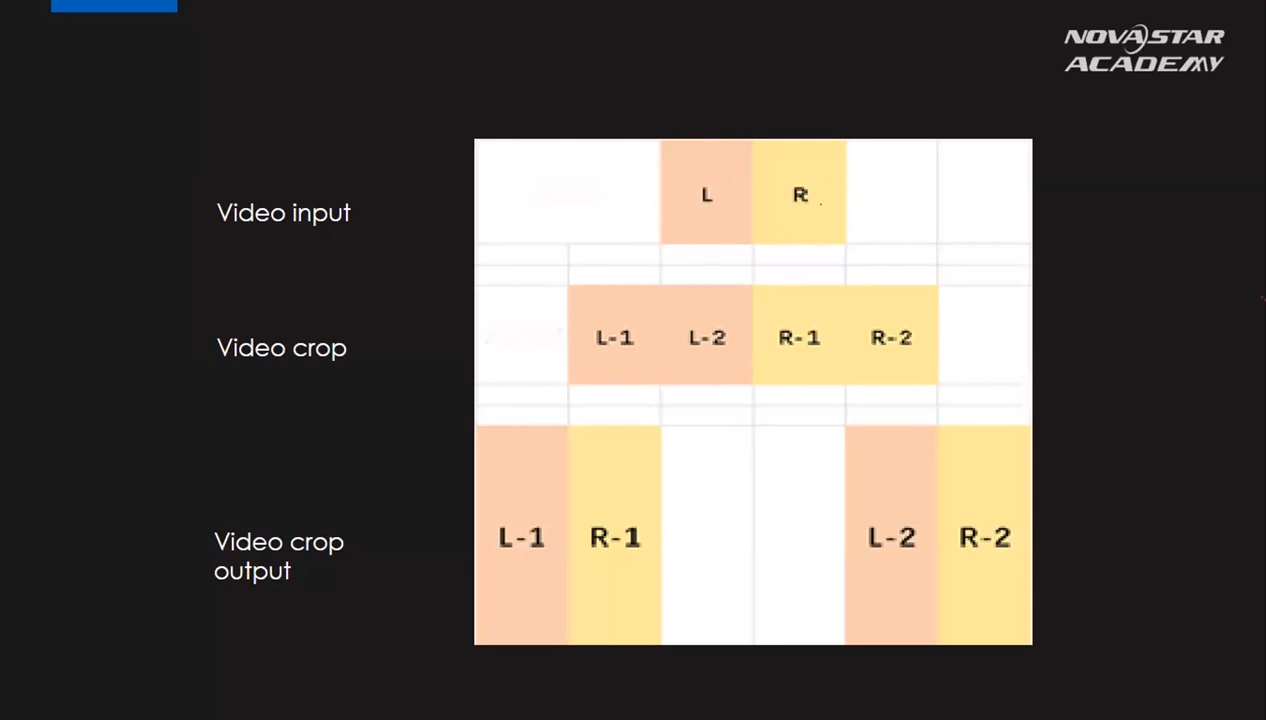 NOVASTAR
ACADEMY
Video input
L R
Video crop
L-1 L-2 R-1 R-2
Video crop
output
L-1 R-1 L-2 R-2